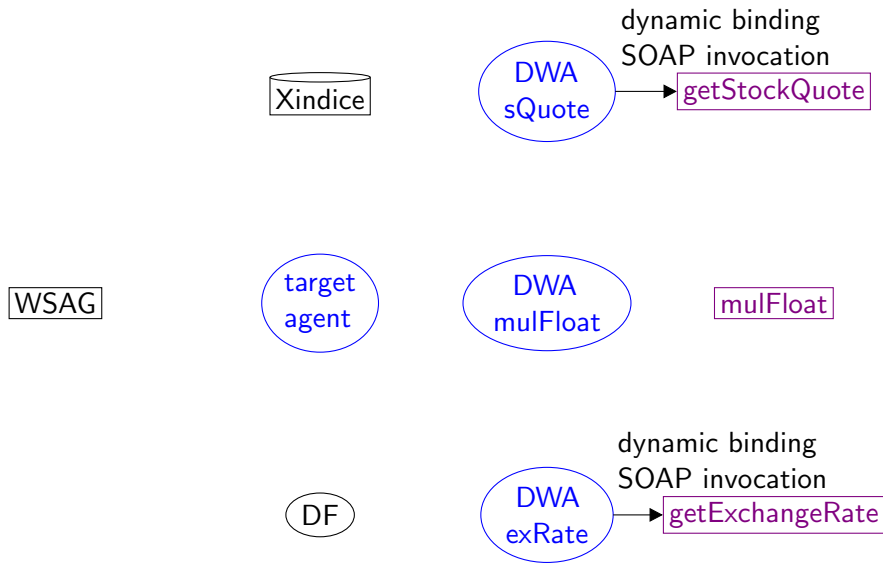 dynamic binding
SOAP invocation
Xindice
DWA
sQuote
getStockQuote
WSAG
target
agent
DWA
mulFloat
mulFloat
dynamic binding
SOAP invocation
DF
DWA
exRate
getExchangeRate